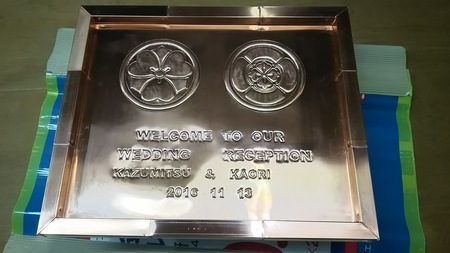 WELCOME TO OUR
WEDDING RECEPTION
KAZUMITSU & KAORI
2016 11 13